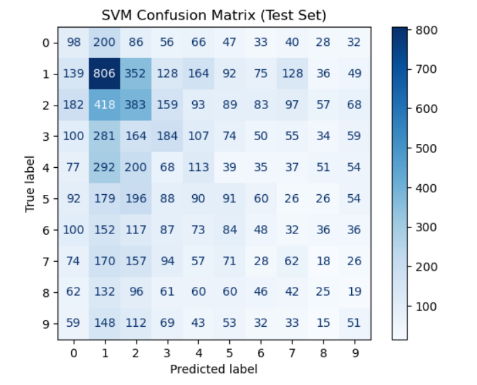 SVM Confusion Matrix (Test Set)
0 98 200 86 56 66 47 33 40 28 32
1 139 806 352 128 164 92 75 128 36 49
2 182 418 383 159 93 89 83 97 57 68
3 100 281 164 184 107 74 50 55 34 59
4 77 292 200 68 113 39 35 37 51 54
5 92 179 196 88 90 91 60 26 26 54
6 100 152 117 87 73 84 48 32 36 36
7 74 170 157 94 57 71 28 62 18 26
8 62 132 96 61 60 60 46 42 25 19
9 59 148 112 69 43 53 32 33 15 51
0 1 2 3 4 5 6 7 8 9
Predicted label
True label
800
700
600
500
400
300
200
100